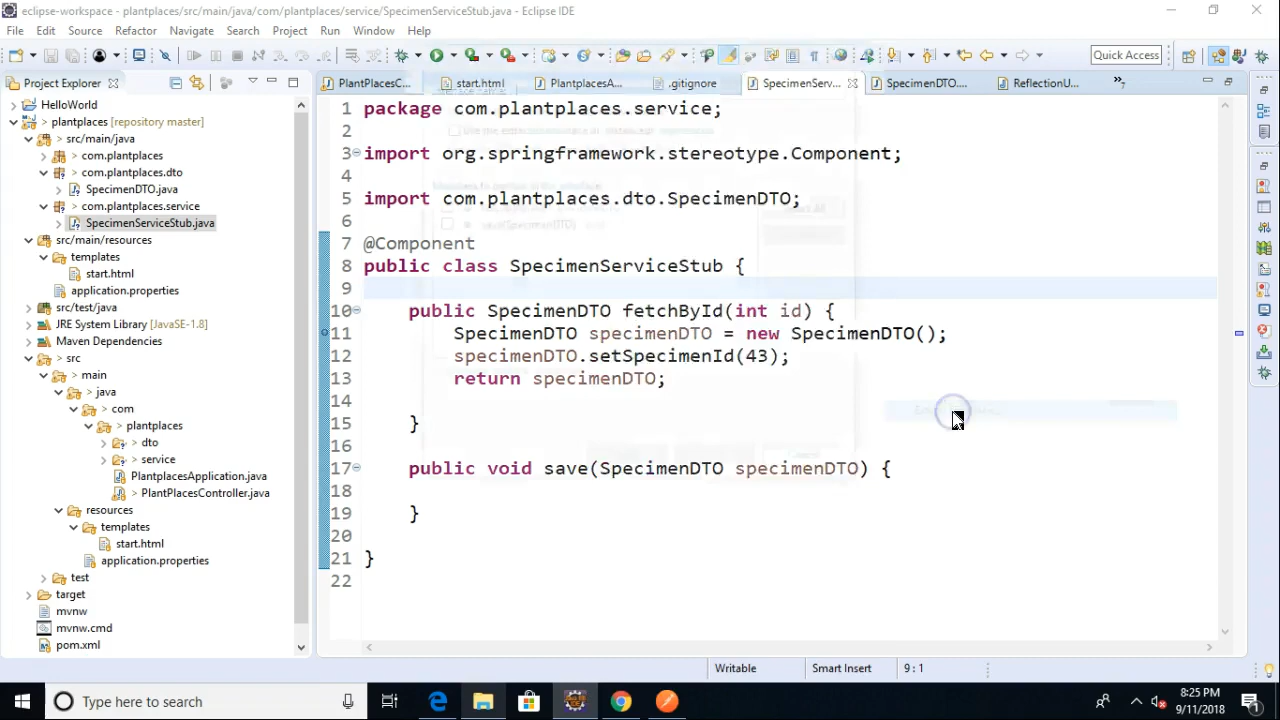 eclipse-workspace - plantplaces/src/main/java/com/plantplaces/service/SpecimenServiceStub.java - Eclipse IDE
File Edit Source Refactor Navigate Search Project Run Window Help
Quick Access
Project Explorer
PlantPlacesC...
start.html
PlantplacesA...
.gitignore
SpecimenServ...
SpecimenDTO....
ReflectionU...
»7
HelloWorld
> plantplaces [repository master]
> src/main/java
> com.plantplaces
> com.plantplaces.dto
> SpecimenDTO.java
> com.plantplaces.service
SpecimenServiceStub.java
> src/main/resources
templates
start.html
application.properties
src/test/java
JRE System Library [JavaSE-1.8]
Maven Dependencies
> src
> main
> java
> com
> plantplaces
> dto
> service
PlantplacesApplication.java
> PlantPlacesController.java
resources
templates
start.html
application.properties
test
target
mvnw
mvnw.cmd
pom.xml
1 package com.plantplaces.service;
2
3 import org.springframework.stereotype.Component;
4
5 import com.plantplaces.dto.SpecimenDTO;
6
7 @Component
8 public class SpecimenServiceStub {
9
10 public SpecimenDTO fetchById(int id) {
11 SpecimenDTO specimenDTO = new SpecimenDTO();
12 specimenDTO.setSpecimenId(43);
13 return specimenDTO;
14
15 }
16
17 public void save(SpecimenDTO specimenDTO) {
18
19 }
20
21 }
22
Writable Smart Insert 9 : 1
Type here to search
8:25 PM
9/11/2018